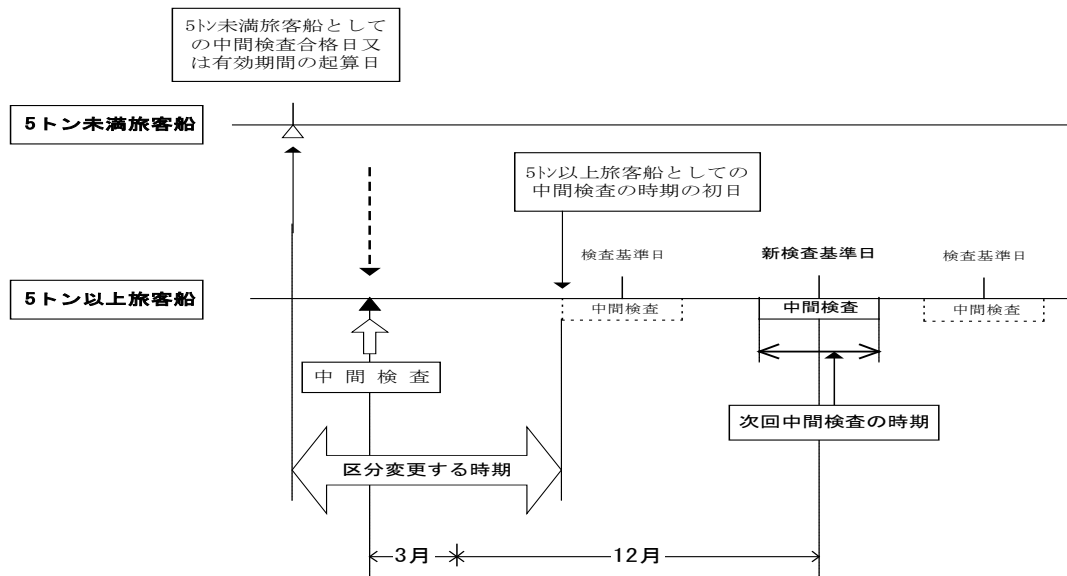 5トン未満旅客船として
の中間検査合格日又
は有効期間の起算日
5トン未満旅客船
5トン以上旅客船としての
中間検査の時期の初日
検査基準日
新検査基準日
検査基準日
5トン以上旅客船
中間検査
中間検査
中間検査
中間検査
次回中間検査の時期
区分変更する時期
3月
12月